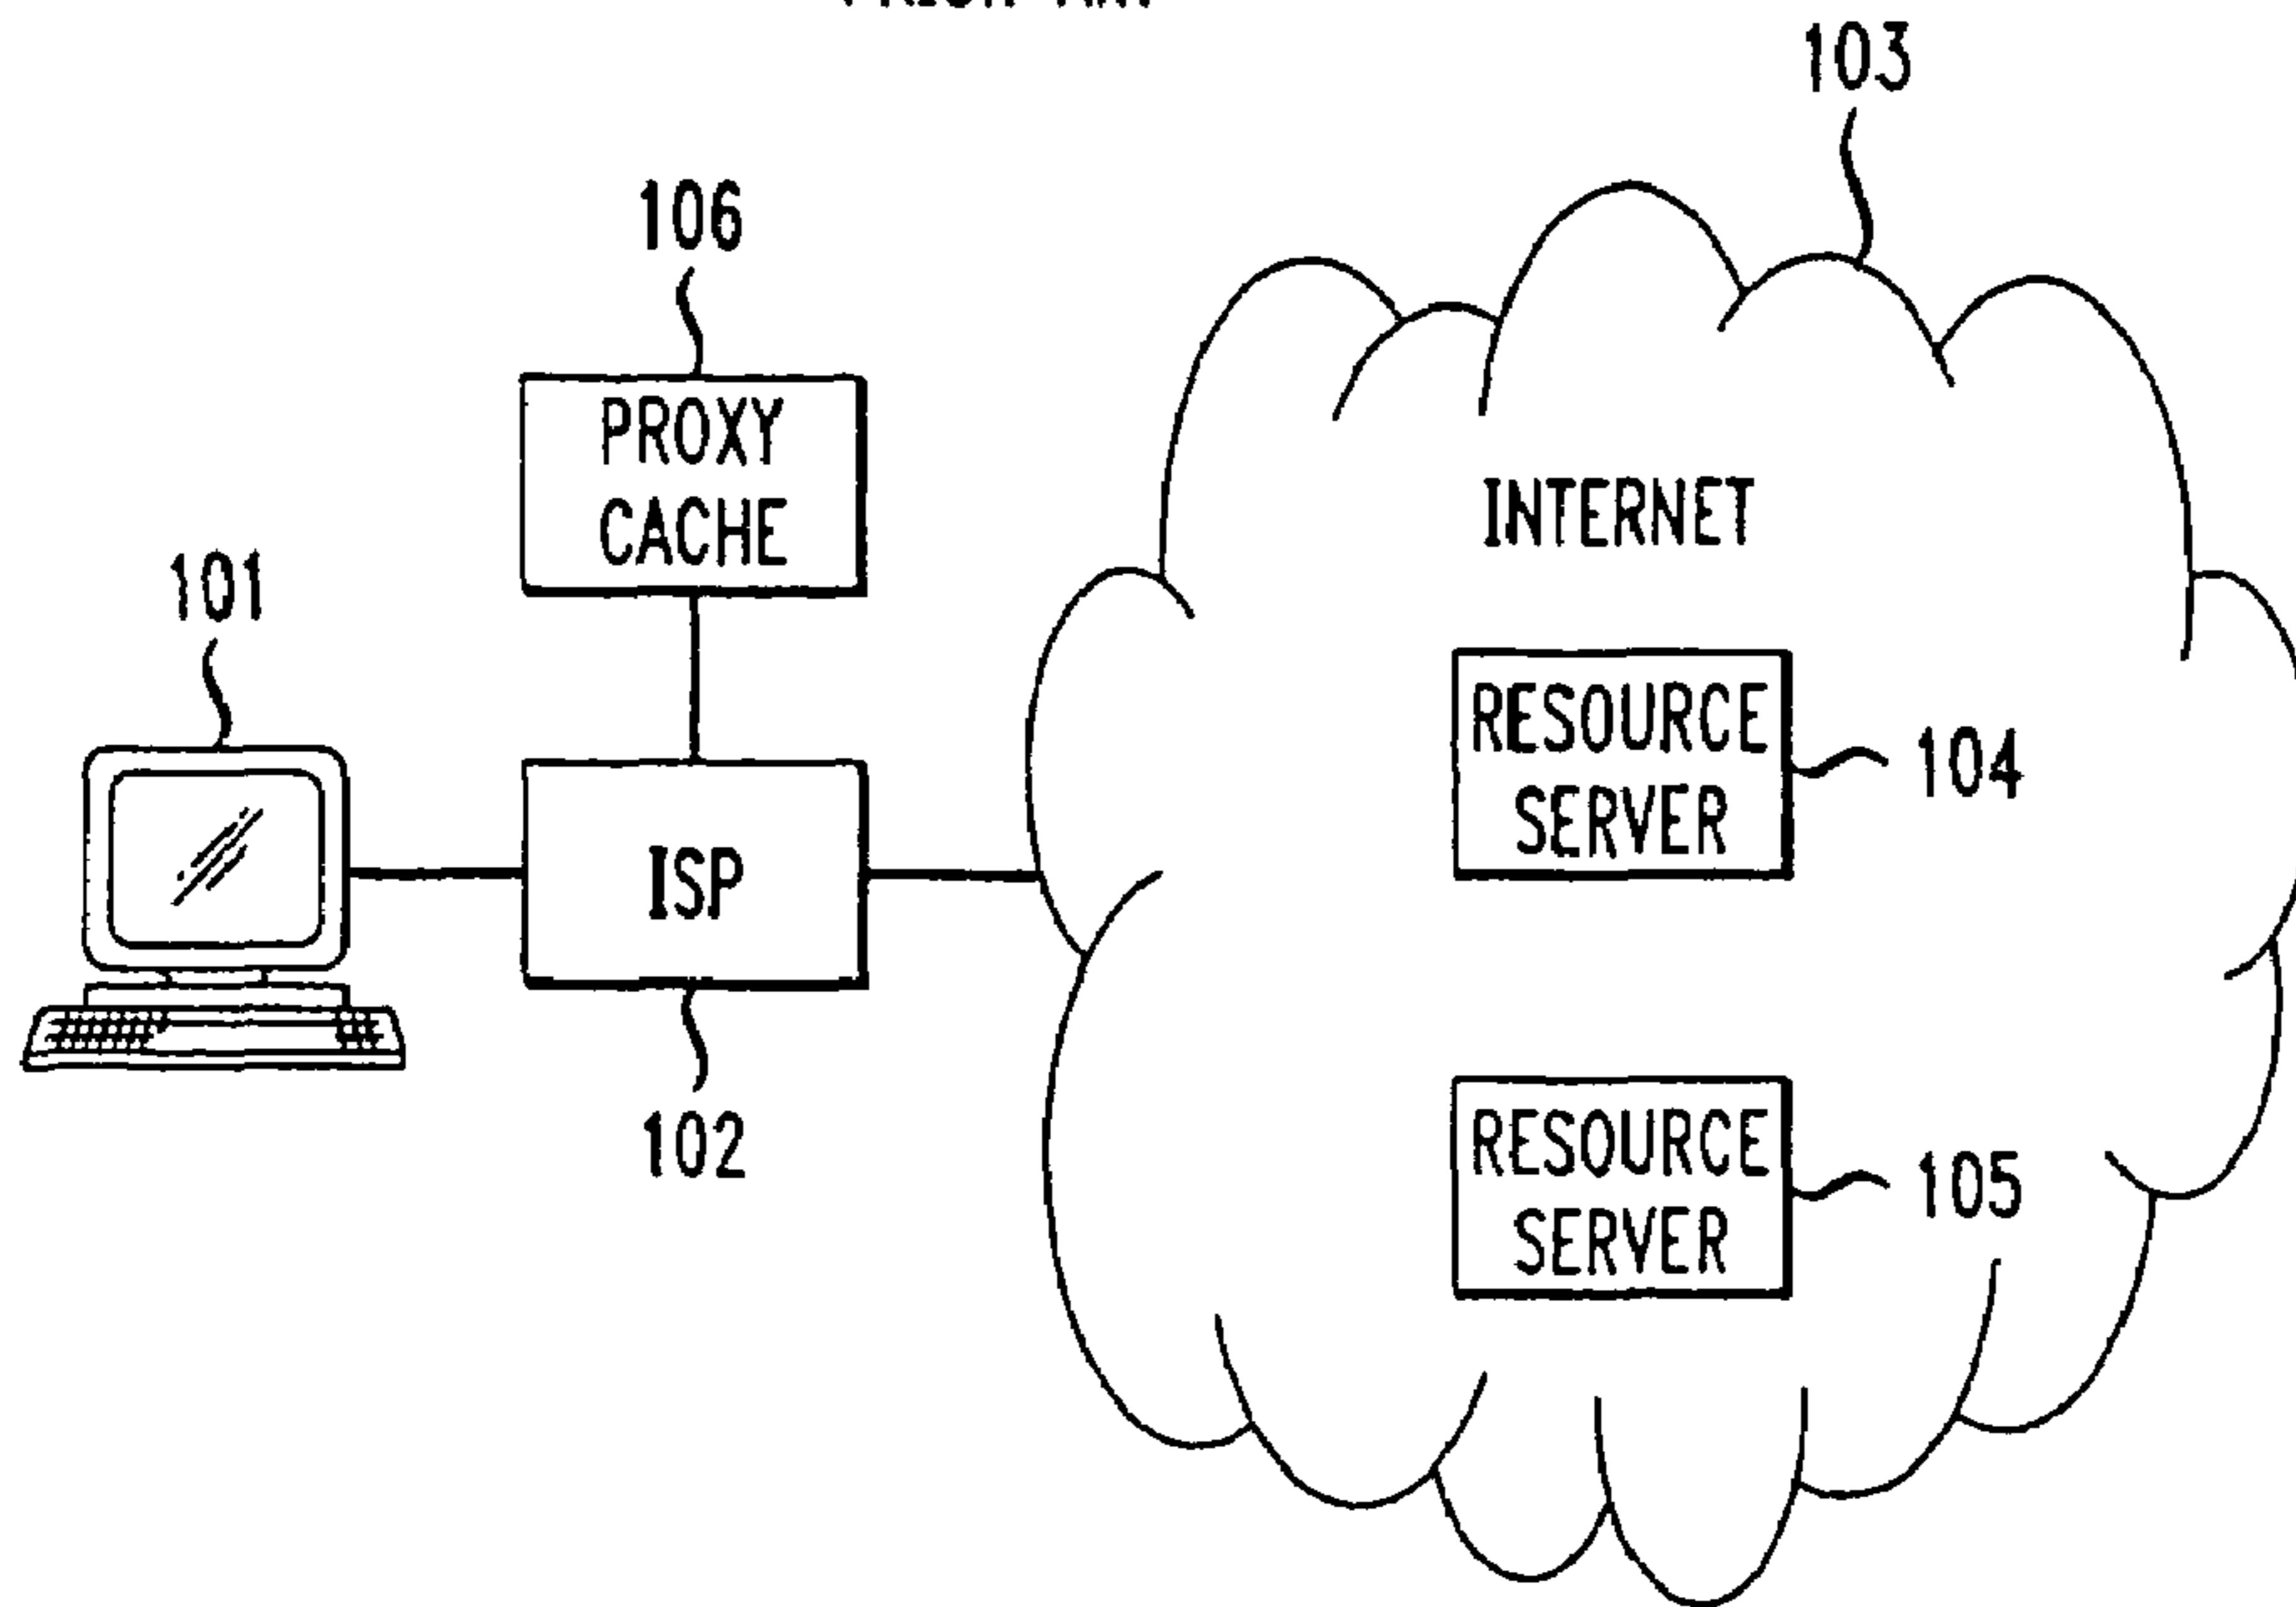 103
106
PROXY
CACHE
INTERNET
101
RESOURCE
SERVER
104
ISP
102
RESOURCE
SERVER
105